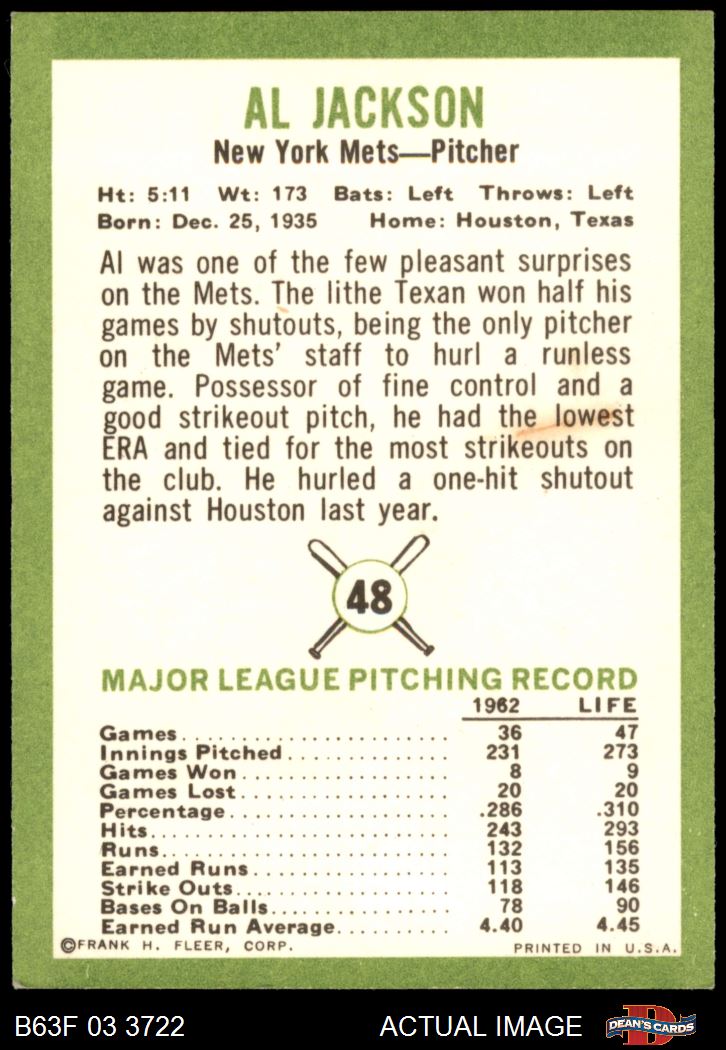 AL JACKSON
New York Mets—Pitcher
Ht: 5:11 Wt: 173 Bats: Left Throws: Left
Born: Dec. 25, 1935 Home: Houston, Texas
Al was one of the few pleasant surprises
on the Mets. The lithe Texan won half his
games by shutouts, being the only pitcher
on the Mets' staff to hurl a runless
game. Possessor of fine control and a
good strikeout pitch, he had the lowest
ERA and tied for the most strikeouts on
the club. He hurled a one-hit shutout
against Houston last year.
48
MAJOR LEAGUE PITCHING RECORD
1962 LIFE
Games 36 47
Innings Pitched 231 273
Games Won 8 9
Games Lost 20 20
Percentage .286 .310
Hits 243 293
Runs 132 156
Earned Runs 113 135
Strike Outs 118 146
Bases On Balls 78 90
Earned Run Average 4.40 4.45
©FRANK H. FLEER, CORP. PRINTED IN U.S.A.
B63F 03 3722 ACTUAL IMAGE DEAN'S CARDS